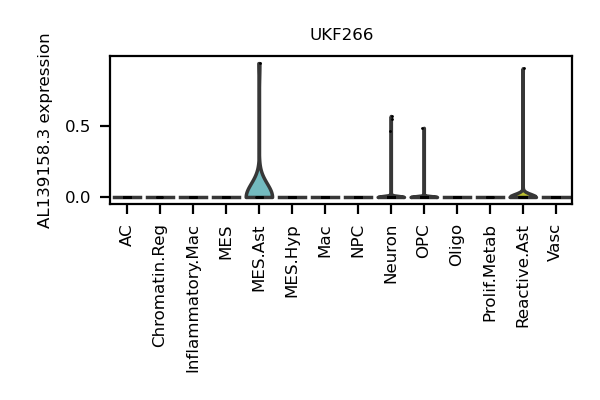 UKF266
AL139158.3 expression
0.5
0.0
AC
Chromatin.Reg
Inflammatory.Mac
MES
MES.Ast
MES.Hyp
Mac
NPC
Neuron
OPC
Oligo
Prolif.Metab
Reactive.Ast
Vasc